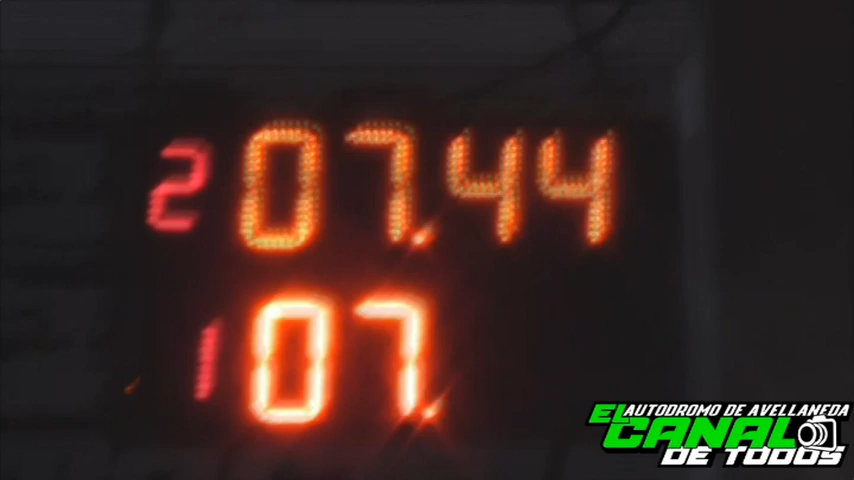 2 07.44
1 07.
EL AUTODROMO DE AVELLANEDA
CANAL
DE TODOS